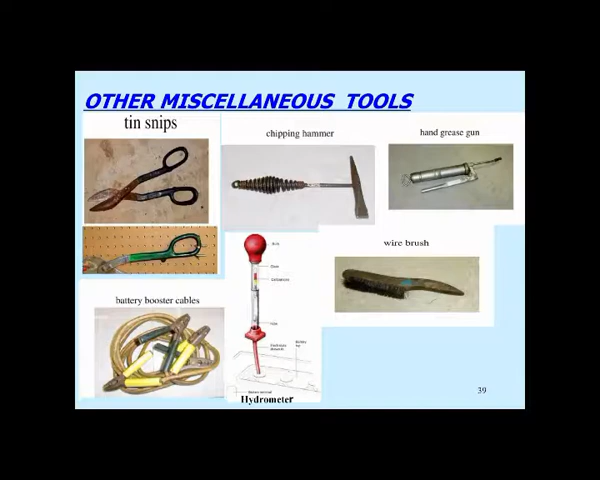 OTHER MISCELLANEOUS TOOLS
tin snips
chipping hammer
hand grease gun
wire brush
battery booster cables
Hydrometer
39